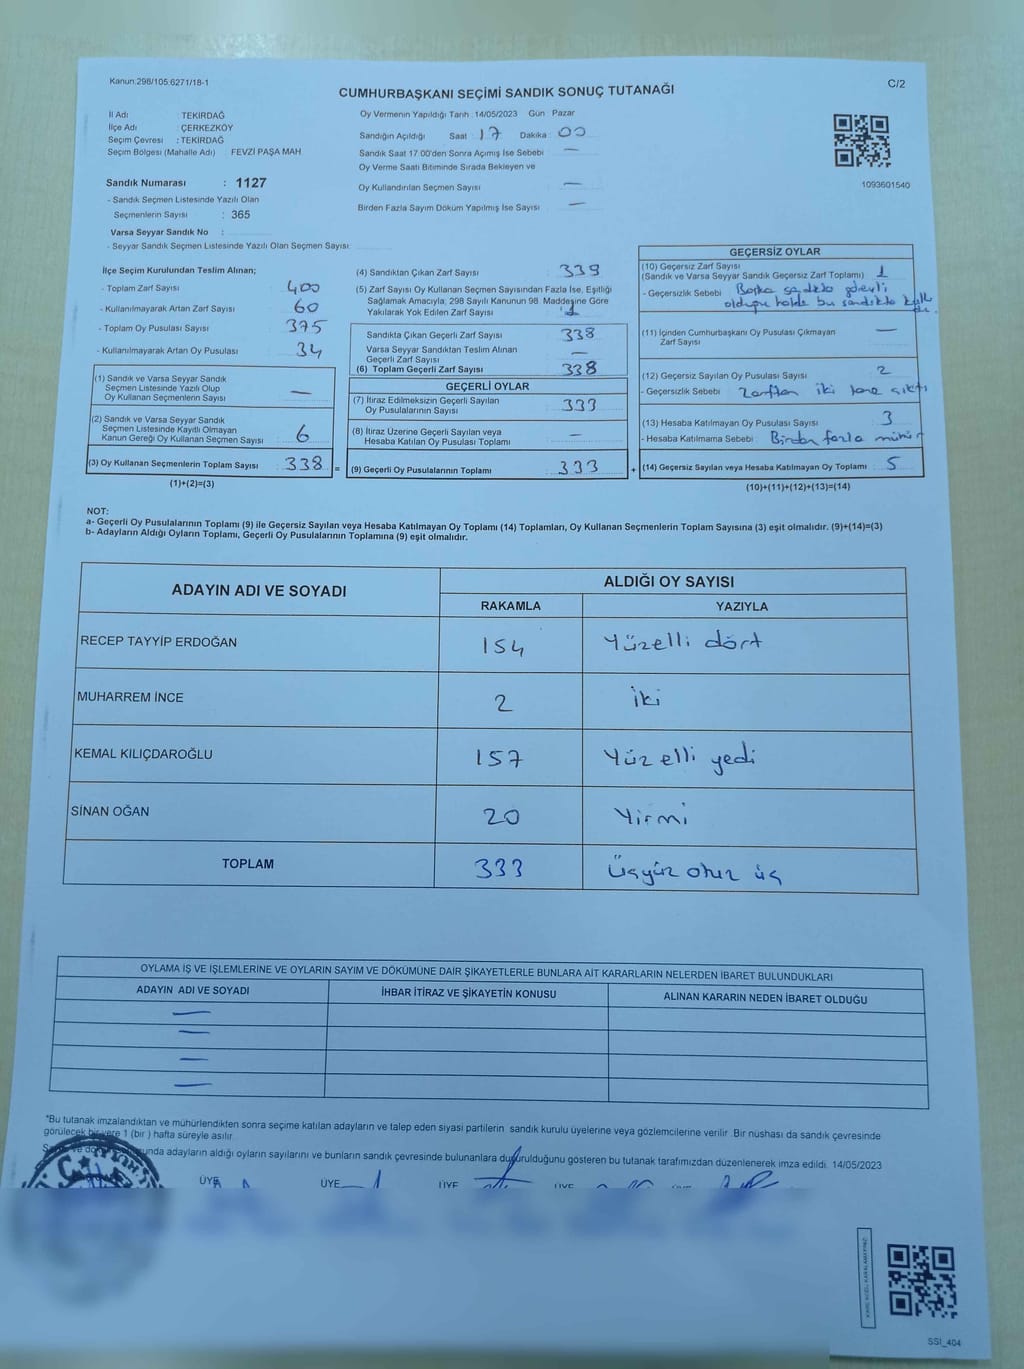 Kanun:298/105:6271/18-1
C/2
CUMHURBAŞKANI SEÇİMİ SANDIK SONUÇ TUTANAĞI
İl Adı TEKİRDAĞ
İlçe Adı : ÇERKEZKÖY
Seçim Çevresi : TEKİRDAĞ
Seçim Bölgesi (Mahalle Adı) : FEVZİ PAŞA MAH
Sandık Numarası : 1127
- Sandık Seçmen Listesinde Yazılı Olan
Seçmenlerin Sayısı : 365
Varsa Seyyar Sandık No :
- Seyyar Sandık Seçmen Listesinde Yazılı Olan Seçmen Sayısı:
Oy Vermenin Yapıldığı Tarih : 14/05/2023 Gün : Pazar
Sandığın Açıldığı Saat : 17 Dakika : 00
Sandık Saat 17.00'den Sonra Açımış İse Sebebi : —
Oy Verme Saati Bitiminde Sırada Bekleyen ve
Oy Kullandırılan Seçmen Sayısı : —
Birden Fazla Sayım Döküm Yapılmış İse Sayısı : —
1093601540
İlçe Seçim Kurulundan Teslim Alınan;
- Toplam Zarf Sayısı : 400
- Kullanılmayarak Artan Zarf Sayısı : 60
- Toplam Oy Pusulası Sayısı : 375
- Kullanılmayarak Artan Oy Pusulası : 34
(1) Sandık ve Varsa Seyyar Sandık
Seçmen Listesinde Yazılı Olup
Oy Kullanan Seçmenlerin Sayısı : —
(2) Sandık ve Varsa Seyyar Sandık
Seçmen Listesinde Kayıtlı Olmayan
Kanun Gereği Oy Kullanan Seçmen Sayısı : 6
(3) Oy Kullanan Seçmenlerin Toplam Sayısı : 338 =
(1)+(2)=(3)
(4) Sandıktan Çıkan Zarf Sayısı : 339
(5) Zarf Sayısı Oy Kullanan Seçmen Sayısından Fazla İse, Eşitliği
Sağlamak Amacıyla, 298 Sayılı Kanunun 98. Maddesine Göre
Yakılarak Yok Edilen Zarf Sayısı : 1
Sandıkta Çıkan Geçerli Zarf Sayısı : 338
Varsa Seyyar Sandıktan Teslim Alınan
Geçerli Zarf Sayısı : —
(6) Toplam Geçerli Zarf Sayısı : 338
GEÇERLİ OYLAR
(7) İtiraz Edilmeksizin Geçerli Sayılan
Oy Pusulalarının Sayısı : 333
(8) İtiraz Üzerine Geçerli Sayılan veya
Hesaba Katılan Oy Pusulası Toplamı : —
(9) Geçerli Oy Pusulalarının Toplamı : 333 +
GEÇERSİZ OYLAR
(10) Geçersiz Zarf Sayısı
(Sandık ve Varsa Seyyar Sandık Geçersiz Zarf Toplamı) : 1
- Geçersizlik Sebebi : Başka sandıkta görevli
olduğu halde bu sandıkta kull
(11) İçinden Cumhurbaşkanı Oy Pusulası Çıkmayan
Zarf Sayısı : —
(12) Geçersiz Sayılan Oy Pusulası Sayısı : 2
- Geçersizlik Sebebi : Zarftan iki tane çıktı
(13) Hesaba Katılmayan Oy Pusulası Sayısı : 3
- Hesaba Katılmama Sebebi : Birden fazla mühür
(14) Geçersiz Sayılan veya Hesaba Katılmayan Oy Toplamı : 5
(10)+(11)+(12)+(13)=(14)
NOT:
a- Geçerli Oy Pusulalarının Toplamı (9) ile Geçersiz Sayılan veya Hesaba Katılmayan Oy Toplamı (14) Toplamları, Oy Kullanan Seçmenlerin Toplam Sayısına (3) eşit olmalıdır. (9)+(14)=(3)
b- Adayların Aldığı Oyların Toplamı, Geçerli Oy Pusulalarının Toplamına (9) eşit olmalıdır.
ADAYIN ADI VE SOYADI ALDIĞI OY SAYISI
RAKAMLA YAZIYLA
RECEP TAYYİP ERDOĞAN 154 Yüzelli dört
MUHARREM İNCE 2 iki
KEMAL KILIÇDAROĞLU 157 Yüz elli yedi
SİNAN OĞAN 20 Yirmi
TOPLAM 333 Üçyüz otuz üç
OYLAMA İŞ VE İŞLEMLERİNE VE OYLARIN SAYIM VE DÖKÜMÜNE DAİR ŞİKAYETLERLE BUNLARA AİT KARARLARIN NELERDEN İBARET BULUNDUKLARI
ADAYIN ADI VE SOYADI İHBAR İTİRAZ VE ŞİKAYETİN KONUSU ALINAN KARARIN NEDEN İBARET OLDUĞU
—
—
—
—
*Bu tutanak imzalandıktan ve mühürlendikten sonra seçime katılan adayların ve talep eden siyasi partilerin sandık kurulu üyelerine veya gözlemcilerine verilir .Bir nüshası da sandık çevresinde
görülecek bir yere 1 (bir ) hafta süreyle asılır.
adayların aldığı oyların sayılarını ve bunların sandık çevresinde bulunanlara duyurulduğunu gösteren bu tutanak tarafımızdan düzenlenerek imza edildi. 14/05/2023
ÜYE ÜYE ÜYE ÜYE ÜYE
SSI_404